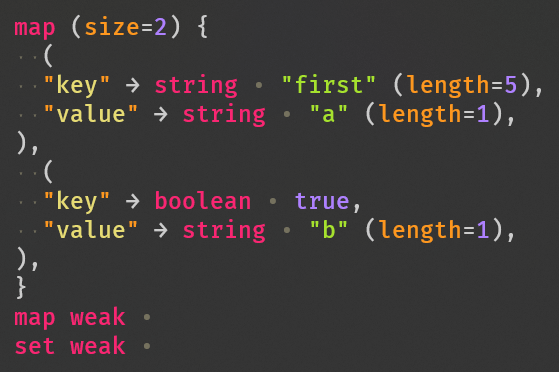 map (size=2) {
··(
··"key" → string • "first" (length=5),
··"value" → string • "a" (length=1),
),
··(
··"key" → boolean • true,
··"value" → string • "b" (length=1),
),
}
map weak •
set weak •